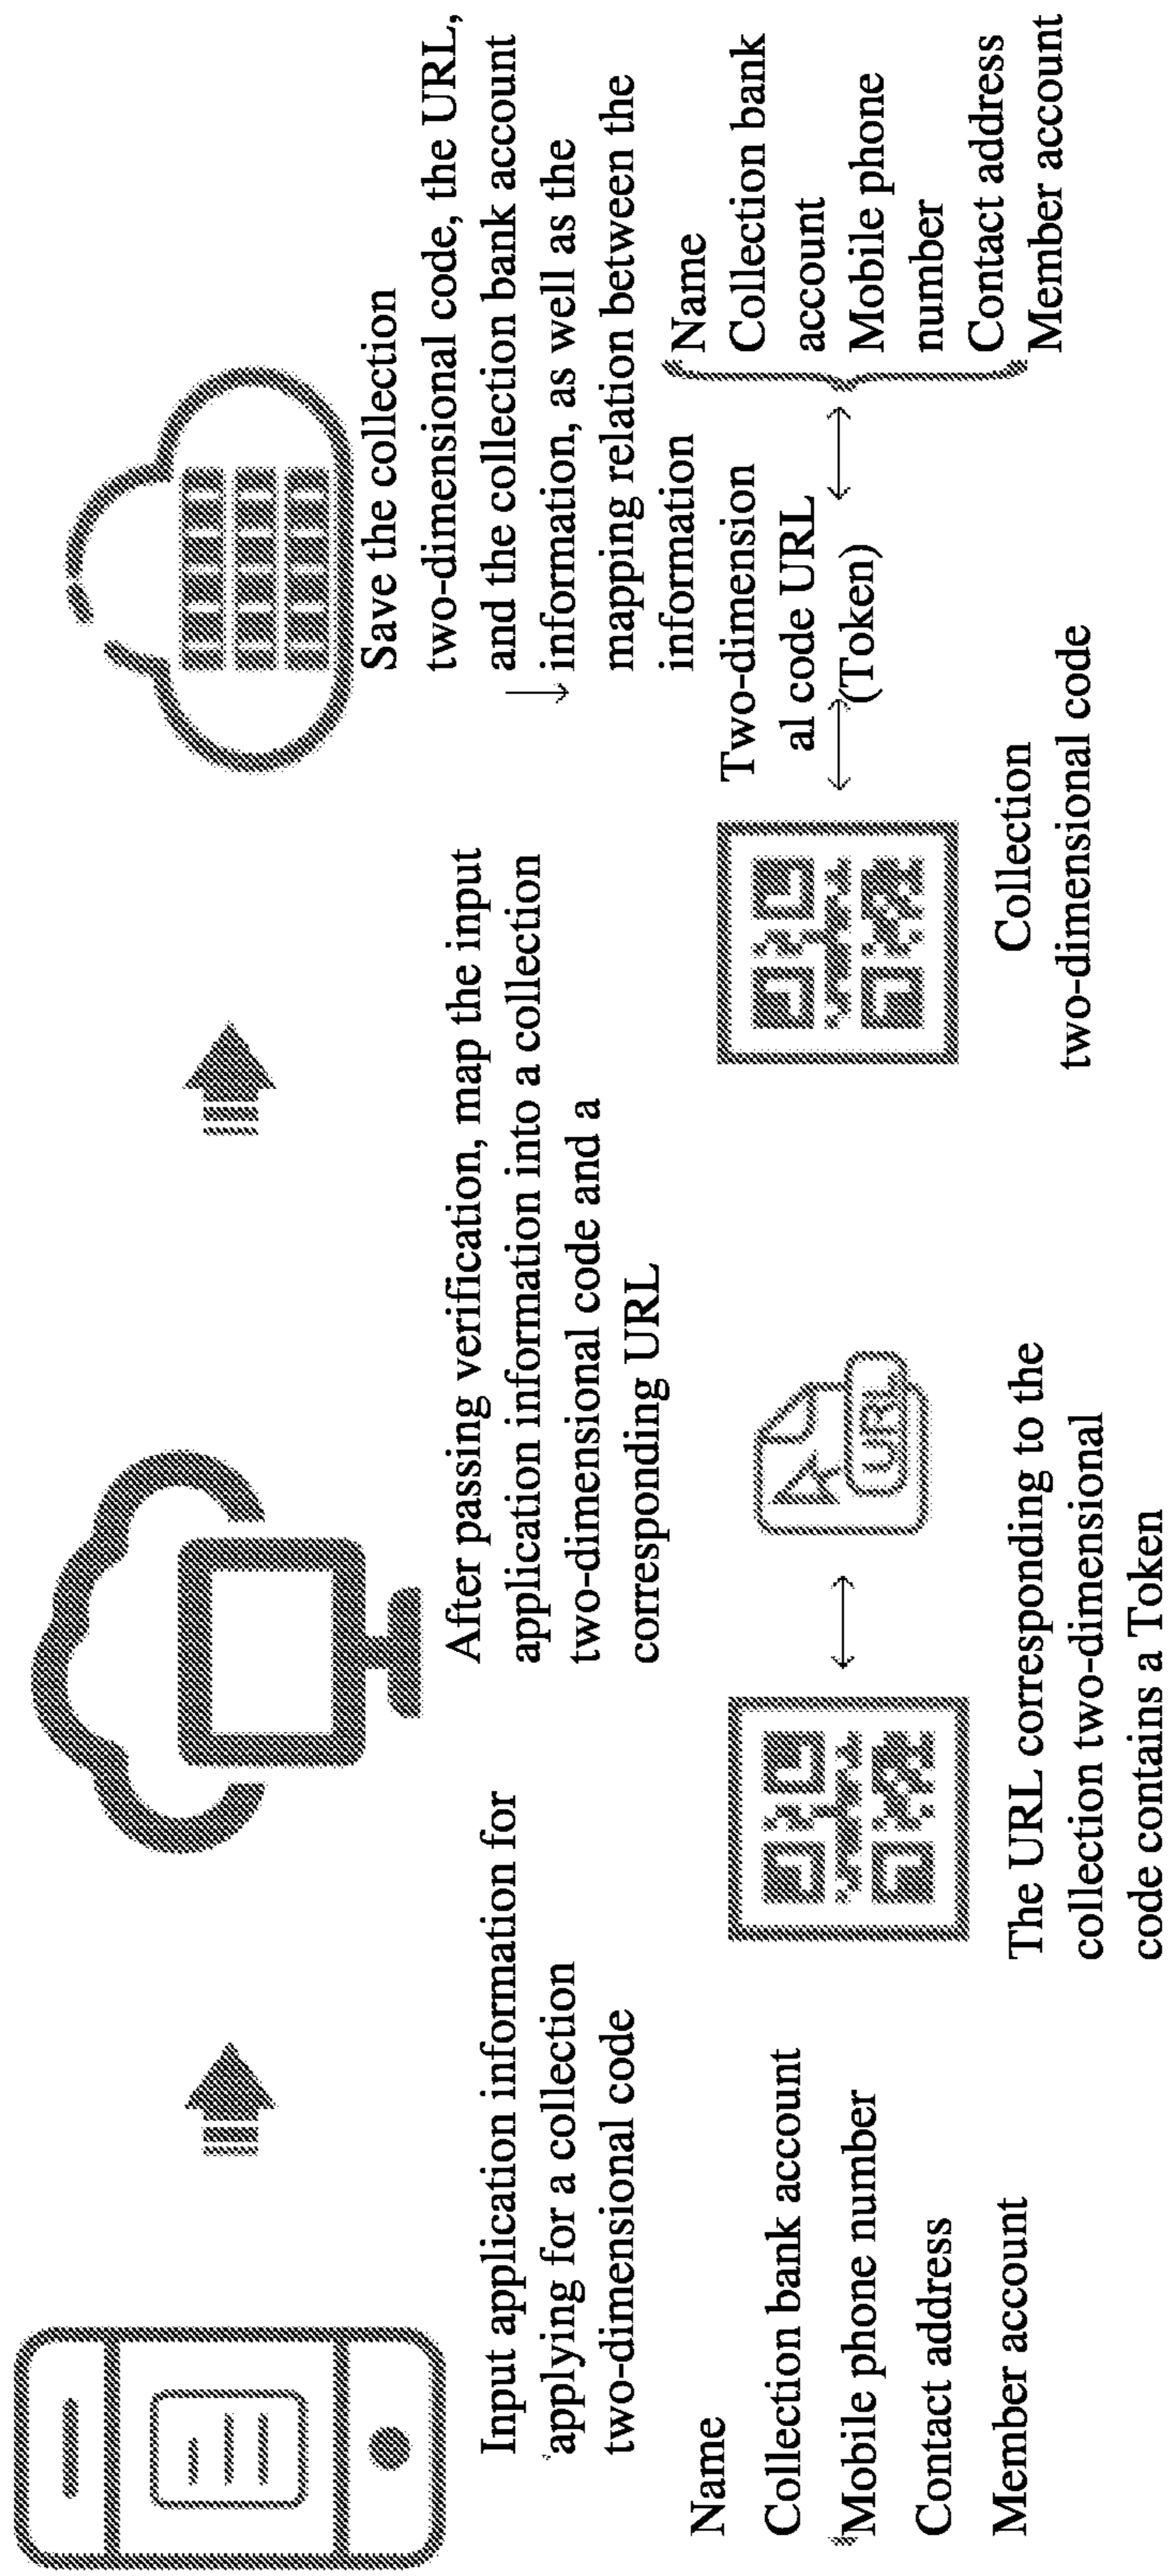 Input application information for
applying for a collection
two-dimensional code
Name
Collection bank account
Mobile phone number
Contact address
Member account
After passing verification, map the input
application information into a collection
two-dimensional code and a
corresponding URL
URL
The URL corresponding to the
collection two-dimensional
code contains a Token
Save the collection
two-dimensional code, the URL,
and the collection bank account
information, as well as the
mapping relation between the
information
Two-dimension
al code URL
(Token)
Name
Collection bank
account
Mobile phone
number
Contact address
Member account
Collection
two-dimensional code